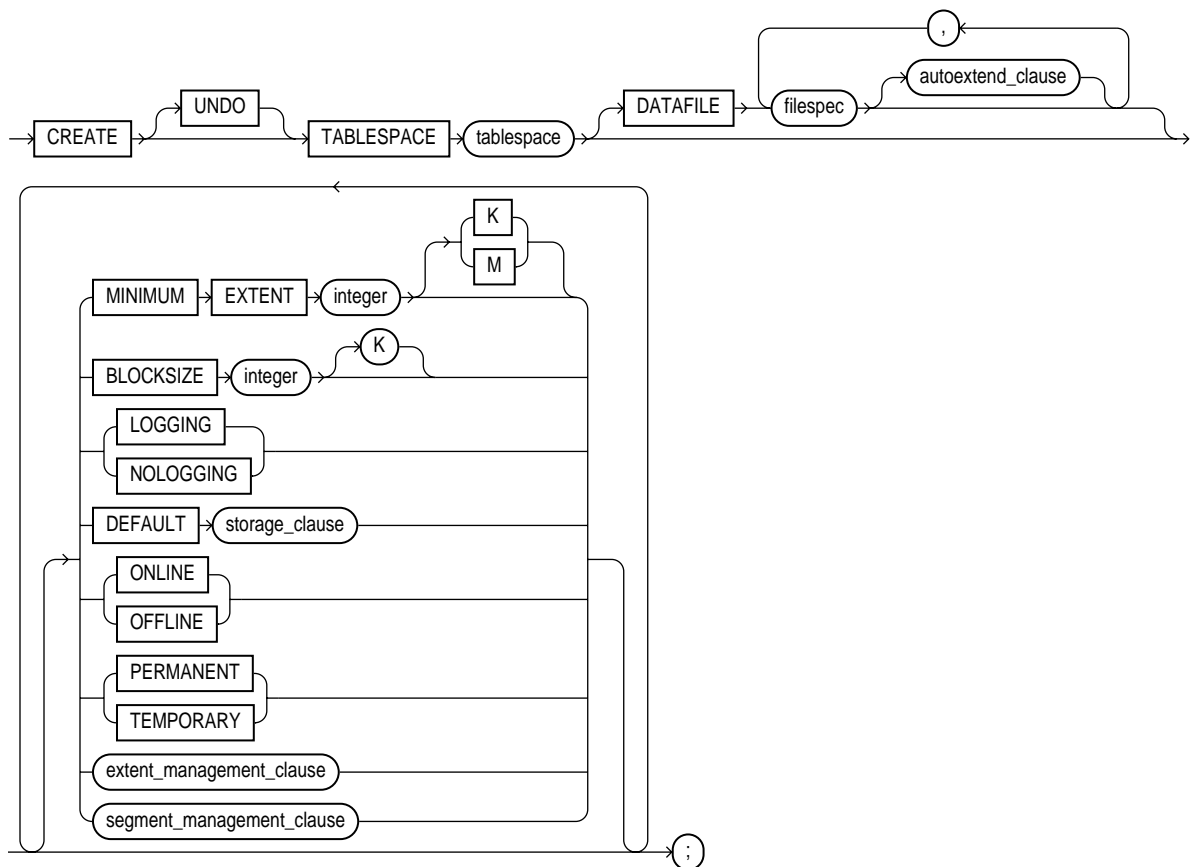 ,
UNDO DATAFILE filespec autoextend_clause
CREATE TABLESPACE tablespace
K
M
MINIMUM EXTENT integer
K
BLOCKSIZE integer
LOGGING
NOLOGGING
DEFAULT storage_clause
ONLINE
OFFLINE
PERMANENT
TEMPORARY
extent_management_clause
segment_management_clause
;